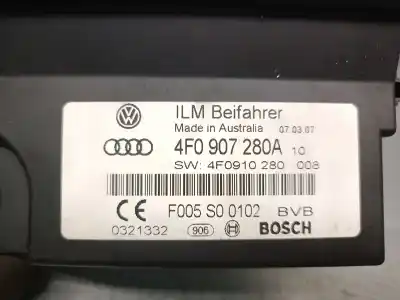 ILM Beifahrer
Made in Australia 07.03.07
4F0 907 280A 10
SW: 4F0910 280 008
CE F005 S0 0102 BVB
0321332 906 BOSCH